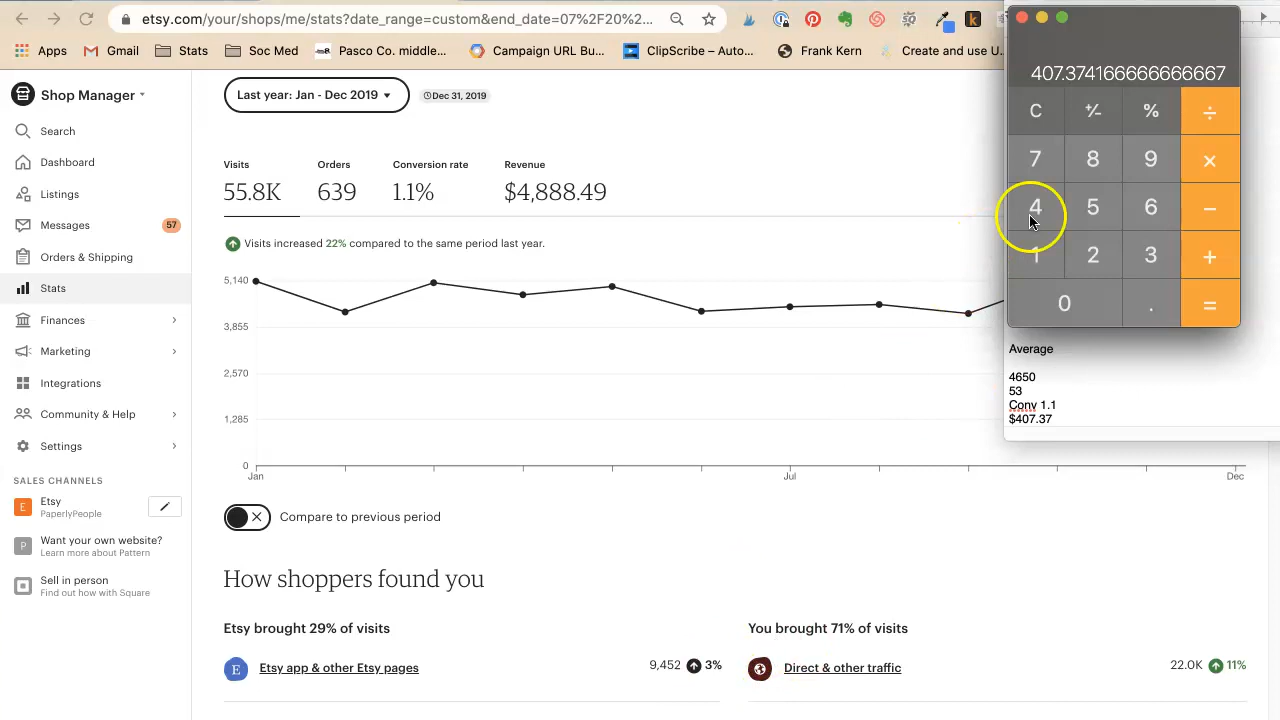 etsy.com/your/shops/me/stats?date_range=custom&end_date=07%2F20%2...
Apps
Gmail
Stats
Soc Med
Pasco Co. middle...
Campaign URL Bu...
ClipScribe – Auto...
Frank Kern
Create and use U...
407.374166666666667
C
+/-
%
÷
7
8
9
×
4
5
6
−
1
2
3
+
0
.
=
Average
4650
53
Conv 1.1
$407.37
Shop Manager
Search
Dashboard
Listings
Messages
57
Orders & Shipping
Stats
Finances
Marketing
Integrations
Community & Help
Settings
SALES CHANNELS
E
Etsy
PaperlyPeople
P
Want your own website?
Learn more about Pattern
Sell in person
Find out how with Square
Last year: Jan - Dec 2019
Dec 31, 2019
Visits
Orders
Conversion rate
Revenue
55.8K
639
1.1%
$4,888.49
Visits increased 22% compared to the same period last year.
5,140
3,855
2,570
1,285
0
Jan
Jul
Dec
Compare to previous period
How shoppers found you
Etsy brought 29% of visits
E
Etsy app & other Etsy pages
9,452
3%
You brought 71% of visits
Direct & other traffic
22.0K
11%